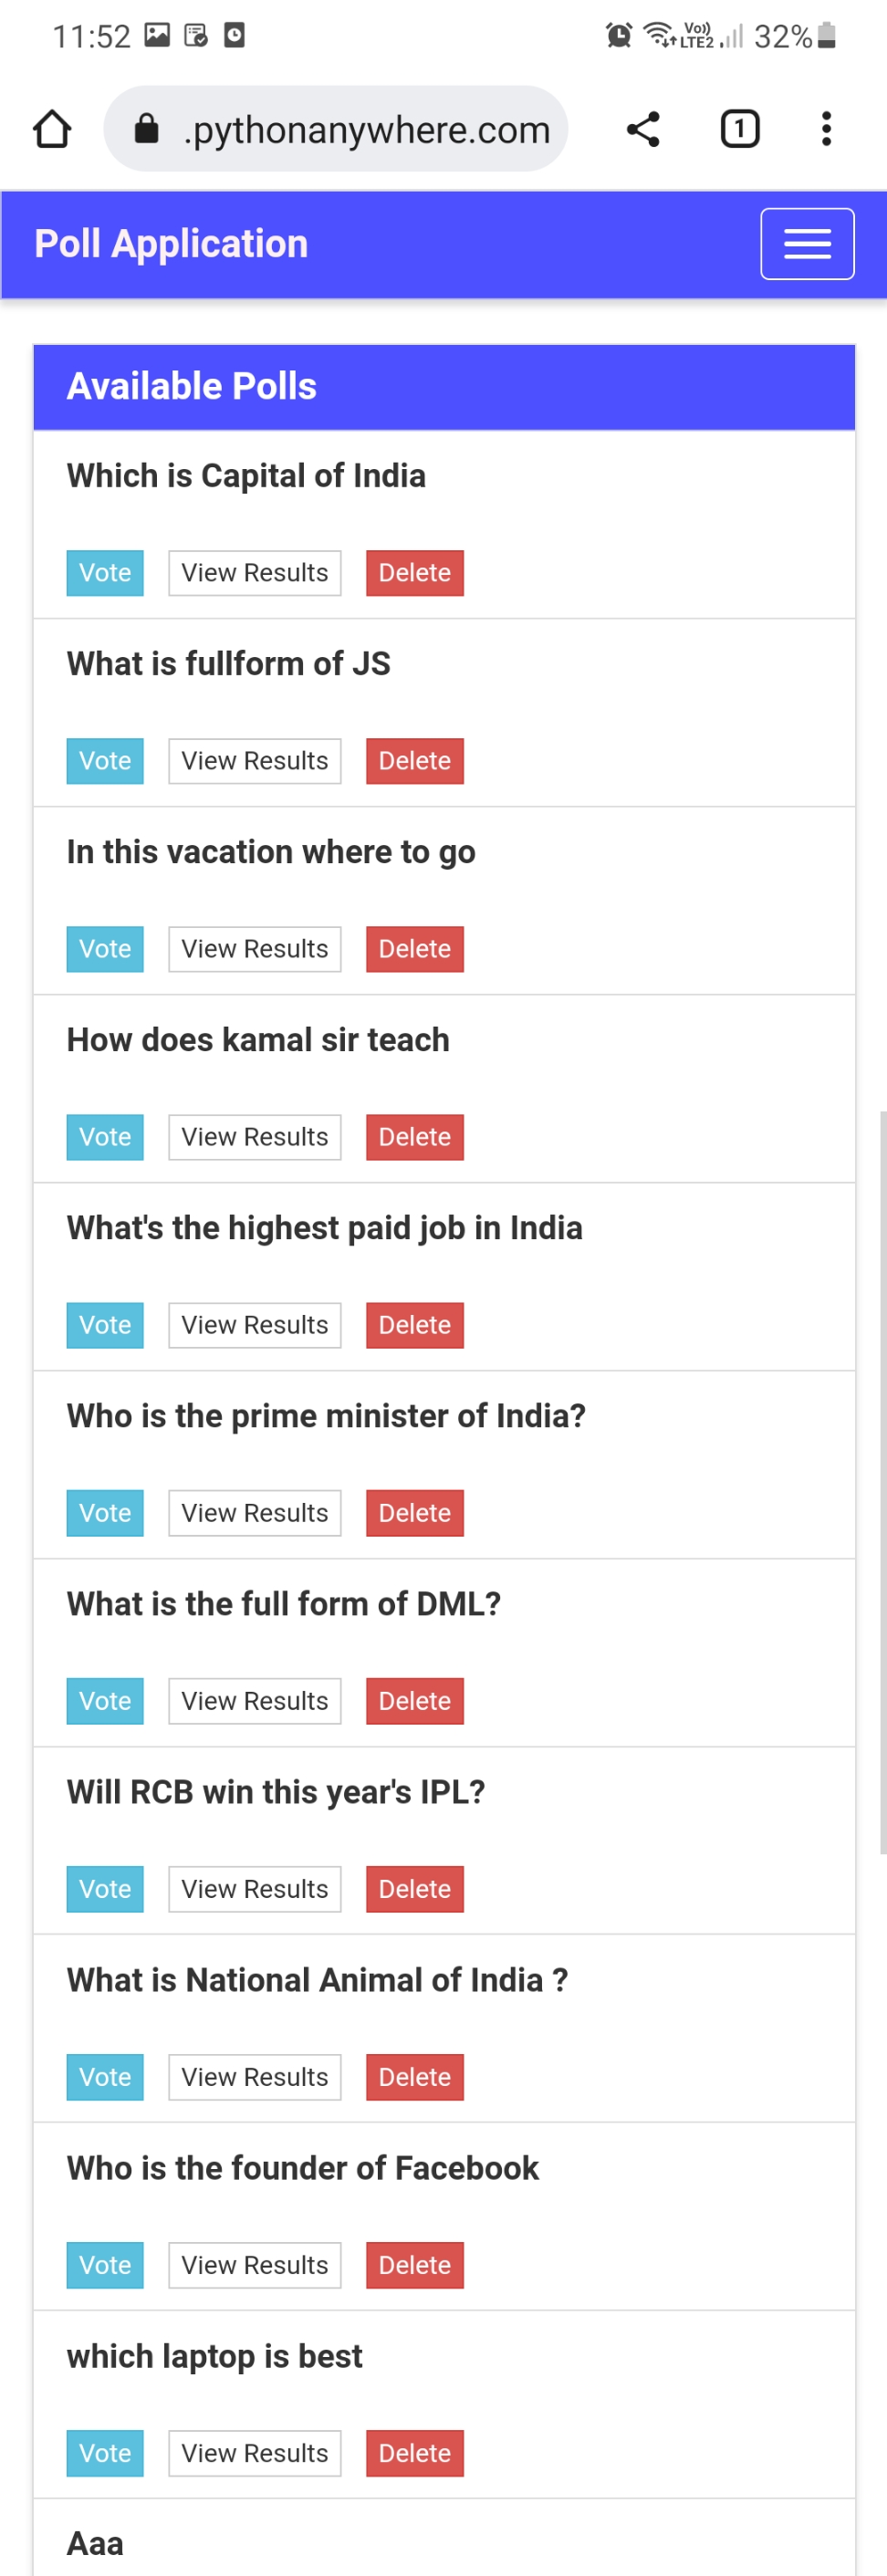 11:52
Vo))
LTE2
32%
.pythonanywhere.com
1
Poll Application
Available Polls
Which is Capital of India
Vote View Results Delete
What is fullform of JS
Vote View Results Delete
In this vacation where to go
Vote View Results Delete
How does kamal sir teach
Vote View Results Delete
What's the highest paid job in India
Vote View Results Delete
Who is the prime minister of India?
Vote View Results Delete
What is the full form of DML?
Vote View Results Delete
Will RCB win this year's IPL?
Vote View Results Delete
What is National Animal of India ?
Vote View Results Delete
Who is the founder of Facebook
Vote View Results Delete
which laptop is best
Vote View Results Delete
Aaa